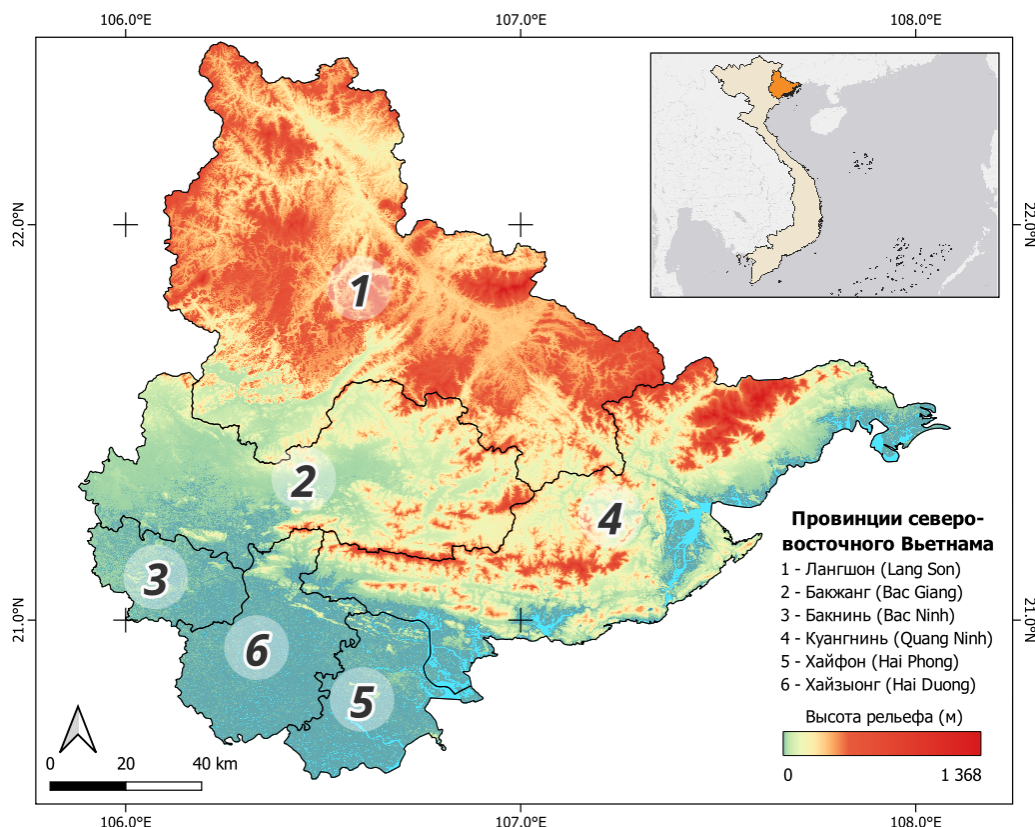 106.0°E 107.0°E 108.0°E
22.0°N 22.0°N
1
2
4
3
6
5
21.0°N 21.0°N
Провинции северо-
восточного Вьетнама
1 - Лангшон (Lang Son)
2 - Бакжанг (Bac Giang)
3 - Бакнинь (Bac Ninh)
4 - Куангнинь (Quang Ninh)
5 - Хайфон (Hai Phong)
6 - Хайзыонг (Hai Duong)
Высота рельефа (м)
0 1 368
0 20 40 km
106.0°E 107.0°E 108.0°E